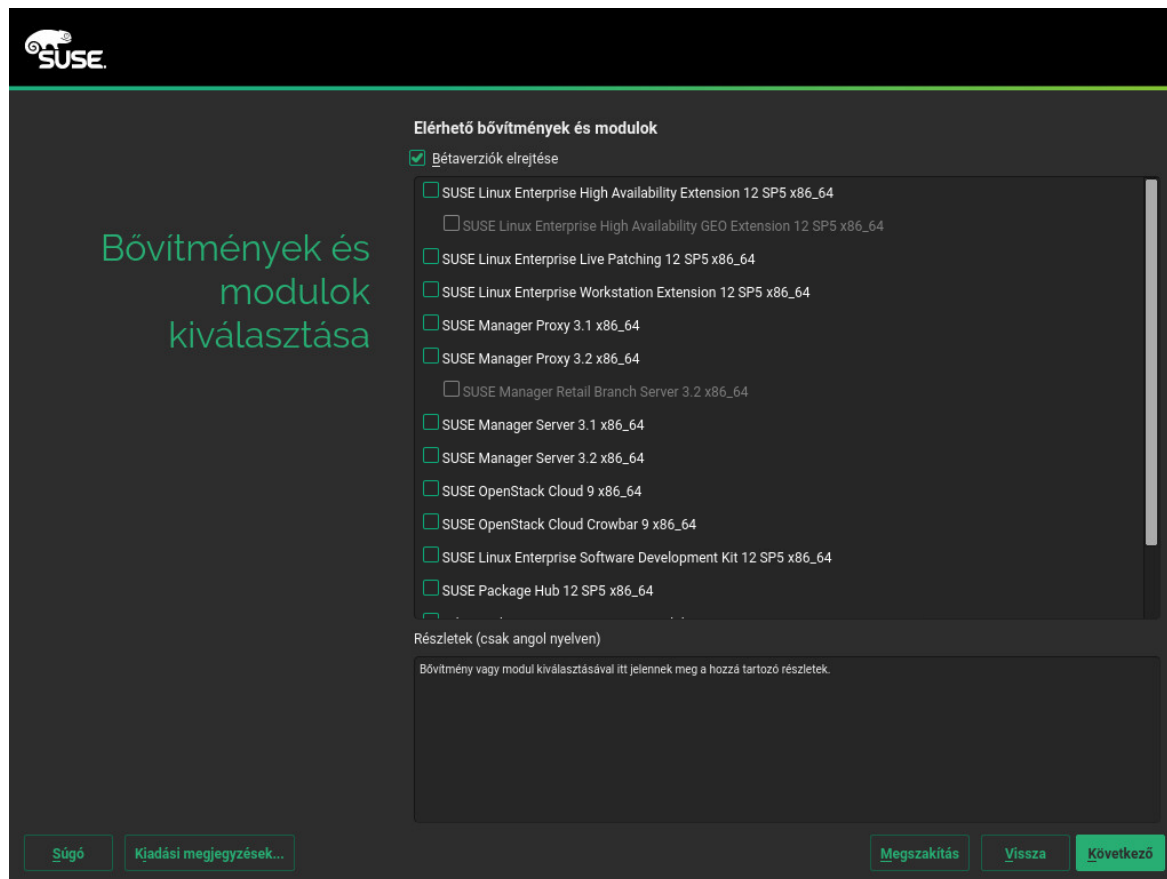 SUSE.
Elérhető bővítmények és modulok
Bétaverziók elrejtése
Bővítmények és
modulok
kiválasztása
SUSE Linux Enterprise High Availability Extension 12 SP5 x86_64
SUSE Linux Enterprise High Availability GEO Extension 12 SP5 x86_64
SUSE Linux Enterprise Live Patching 12 SP5 x86_64
SUSE Linux Enterprise Workstation Extension 12 SP5 x86_64
SUSE Manager Proxy 3.1 x86_64
SUSE Manager Proxy 3.2 x86_64
SUSE Manager Retail Branch Server 3.2 x86_64
SUSE Manager Server 3.1 x86_64
SUSE Manager Server 3.2 x86_64
SUSE OpenStack Cloud 9 x86_64
SUSE OpenStack Cloud Crowbar 9 x86_64
SUSE Linux Enterprise Software Development Kit 12 SP5 x86_64
SUSE Package Hub 12 SP5 x86_64
Részletek (csak angol nyelven)
Bővítmény vagy modul kiválasztásával itt jelennek meg a hozzá tartozó részletek.
Súgó
Kiadási megjegyzések...
Megszakítás
Vissza
Következő